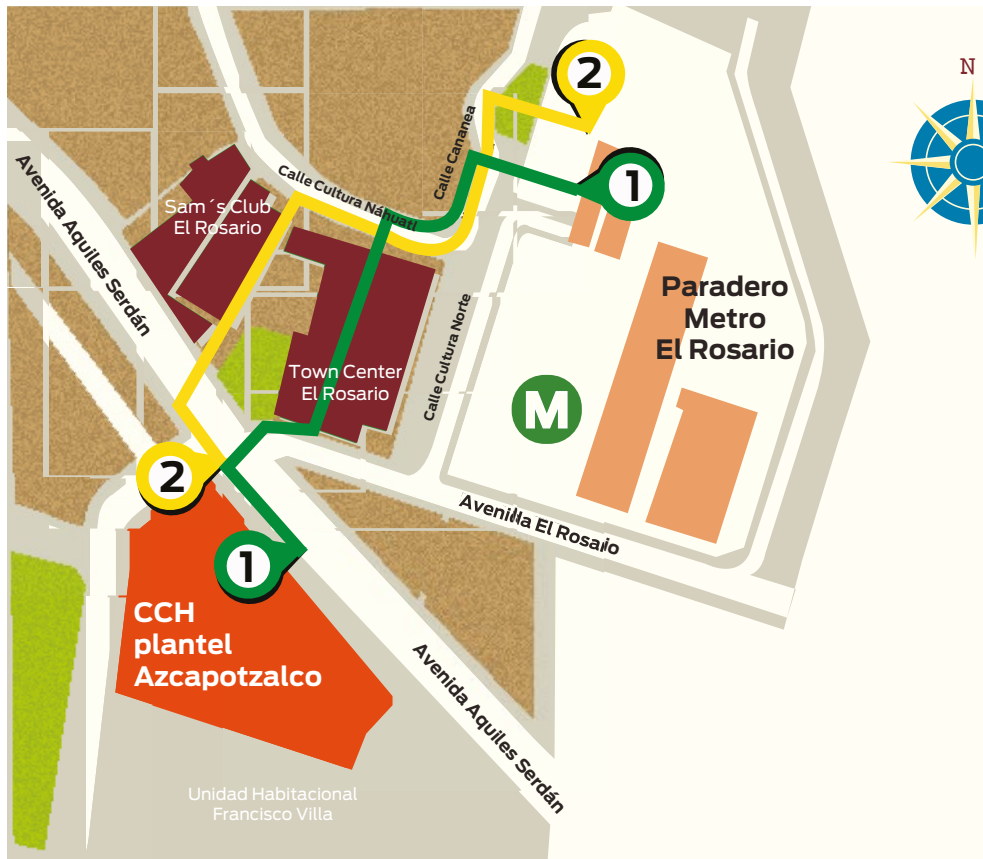 N
2
1
Calle Cananea
Calle Cultura Náhuatl
Avenida Aquiles Serdán
Sam´s Club
El Rosario
Paradero
Metro
El Rosario
Calle Cultura Norte
Town Center
El Rosario
M
2
Avenida El Rosario
1
CCH
plantel
Azcapotzalco
Avenida Aquiles Serdán
Unidad Habitacional
Francisco Villa